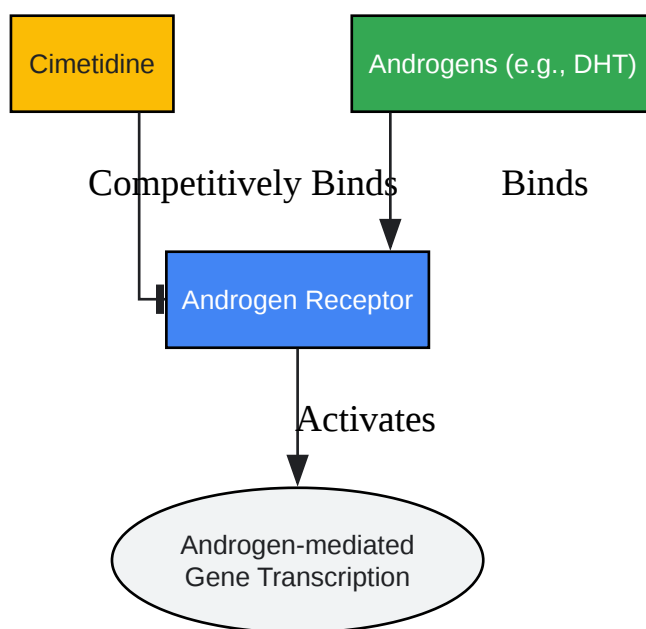 Cimetidine
Androgens (e.g., DHT)
Competitively Binds
Binds
Androgen Receptor
Activates
Androgen-mediated
Gene Transcription